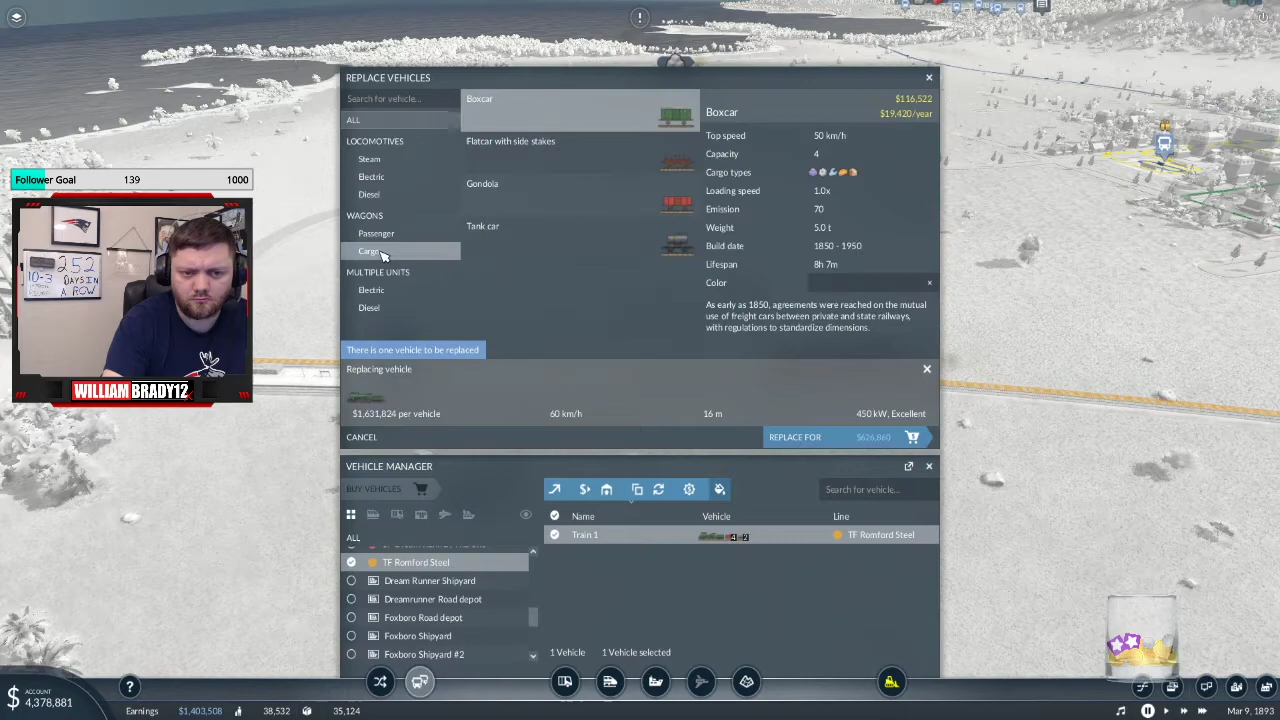 REPLACE VEHICLES
Search for vehicle...
ALL
LOCOMOTIVES
Steam
Electric
Diesel
WAGONS
Passenger
Cargo
MULTIPLE UNITS
Electric
Diesel
Boxcar
Flatcar with side stakes
Gondola
Tank car
$116,522
Boxcar
$19,420/year
Top speed 50 km/h
Capacity 4
Cargo types
Loading speed 1.0x
Emission 70
Weight 5.0 t
Build date 1850 - 1950
Lifespan 8h 7m
Color
As early as 1850, agreements were reached on the mutual
use of freight cars between private and state railways,
with regulations to standardize dimensions.
There is one vehicle to be replaced
Replacing vehicle
$1,631,824 per vehicle 60 km/h 16 m 450 kW, Excellent
CANCEL
REPLACE FOR $626,860
VEHICLE MANAGER
BUY VEHICLES
Search for vehicle...
ALL
TF Romford Steel
Dream Runner Shipyard
Dreamrunner Road depot
Foxboro Road depot
Foxboro Shipyard
Foxboro Shipyard #2
Name Vehicle Line
Train 1 4 2 TF Romford Steel
1 Vehicle 1 Vehicle selected
Follower Goal 139 1000
252
DAYS IN
A ROW
WILLIAM BRADY12
$ ACCOUNT
4,378,881
?
Earnings $1,403,508 38,532 35,124
Mar 9, 1893